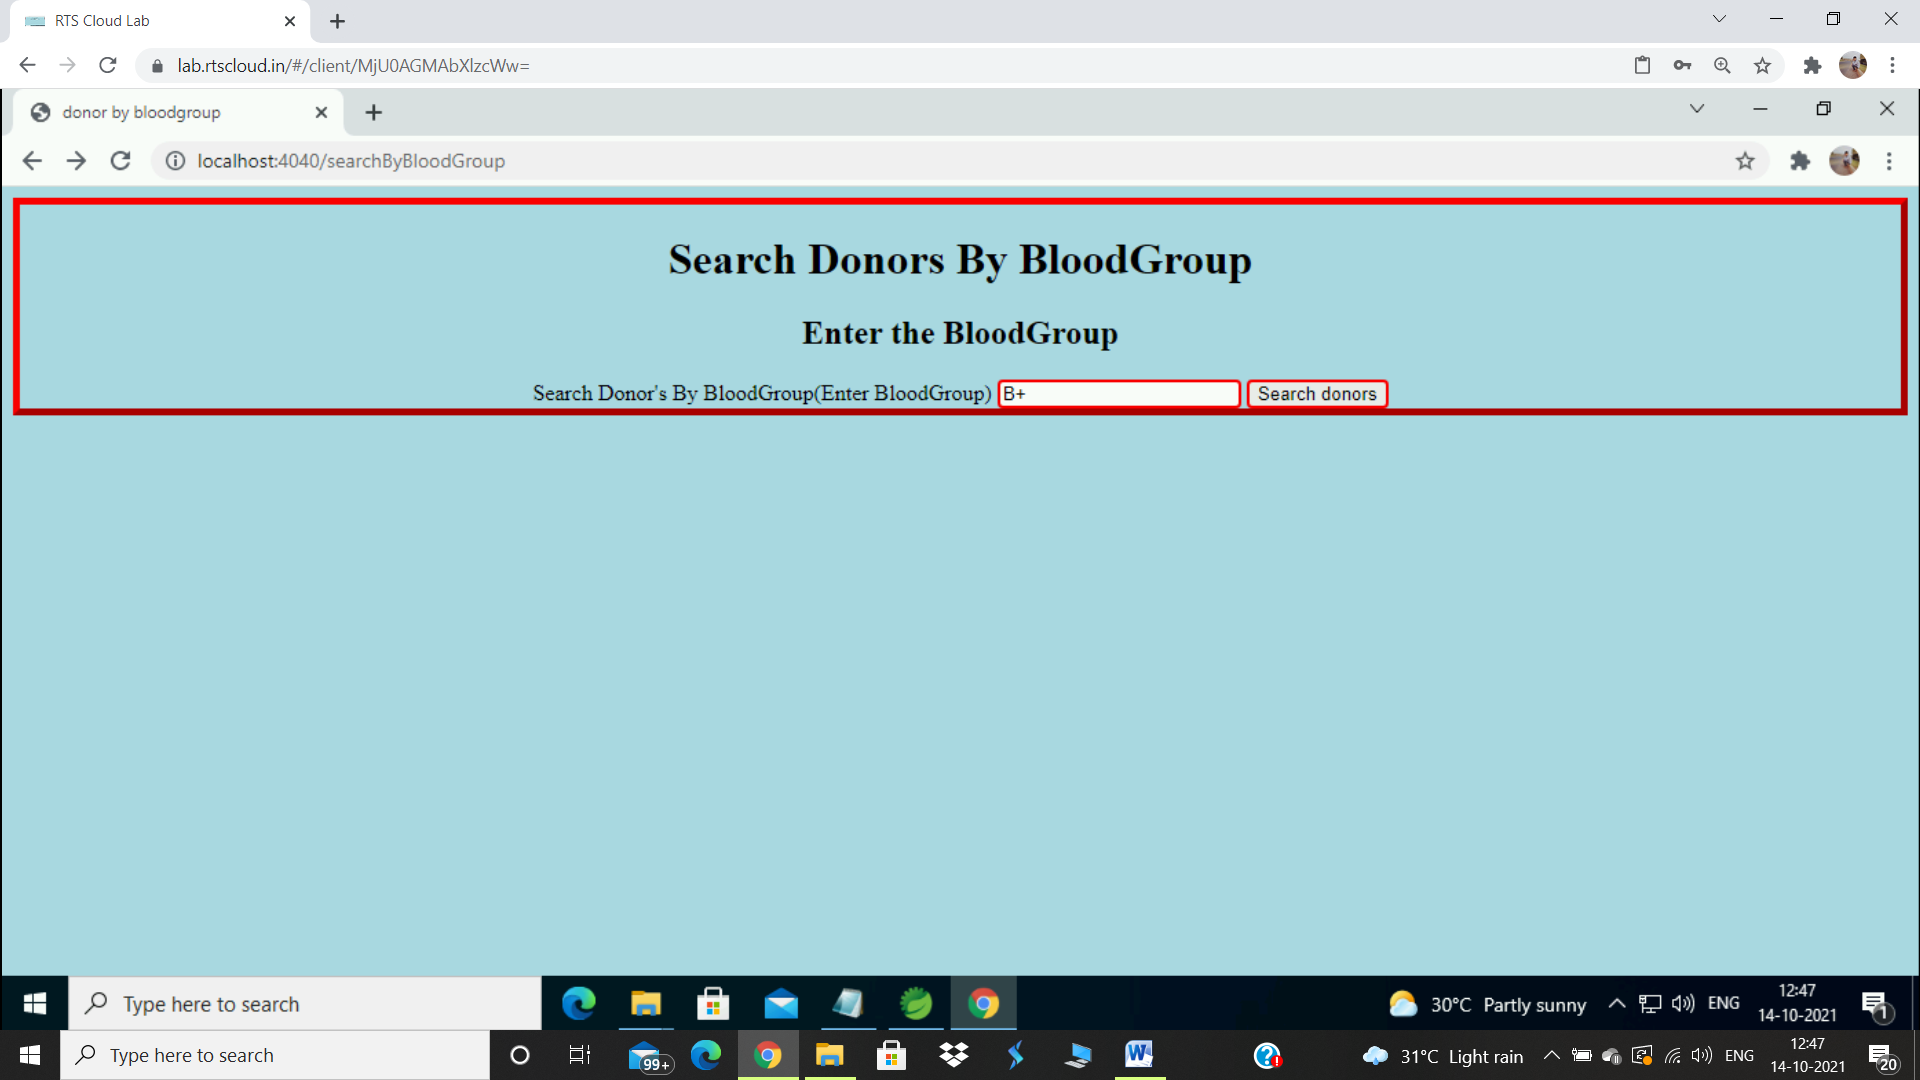 RTS Cloud Lab
lab.rtscloud.in/#/client/MjU0AGMAbXlzcWw=
donor by bloodgroup
localhost:4040/searchByBloodGroup
Search Donors By BloodGroup
Enter the BloodGroup
Search Donor's By BloodGroup(Enter BloodGroup) B+ Search donors
Type here to search 30°C Partly sunny ENG 12:47 14-10-2021 1
Type here to search 99+ 31°C Light rain ENG 12:47 14-10-2021 20